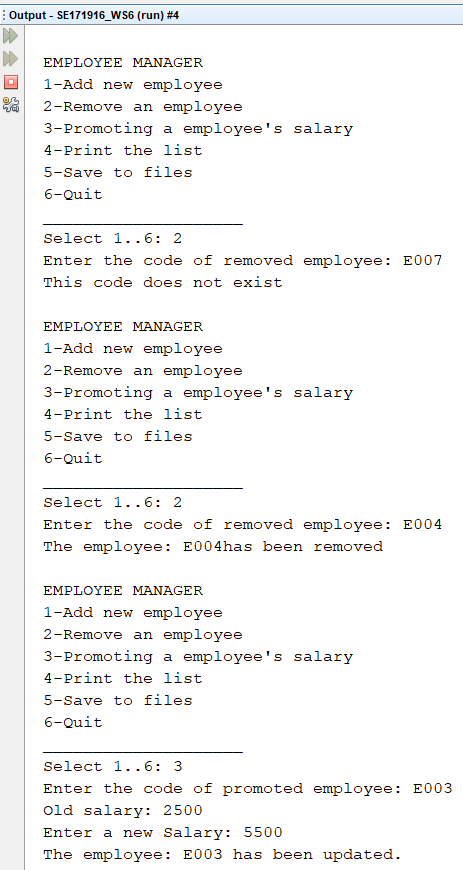 Output - SE171916_WS6 (run) #4
EMPLOYEE MANAGER
1-Add new employee
2-Remove an employee
3-Promoting a employee's salary
4-Print the list
5-Save to files
6-Quit
____________________
Select 1..6: 2
Enter the code of removed employee: E007
This code does not exist
EMPLOYEE MANAGER
1-Add new employee
2-Remove an employee
3-Promoting a employee's salary
4-Print the list
5-Save to files
6-Quit
____________________
Select 1..6: 2
Enter the code of removed employee: E004
The employee: E004has been removed
EMPLOYEE MANAGER
1-Add new employee
2-Remove an employee
3-Promoting a employee's salary
4-Print the list
5-Save to files
6-Quit
____________________
Select 1..6: 3
Enter the code of promoted employee: E003
Old salary: 2500
Enter a new Salary: 5500
The employee: E003 has been updated.